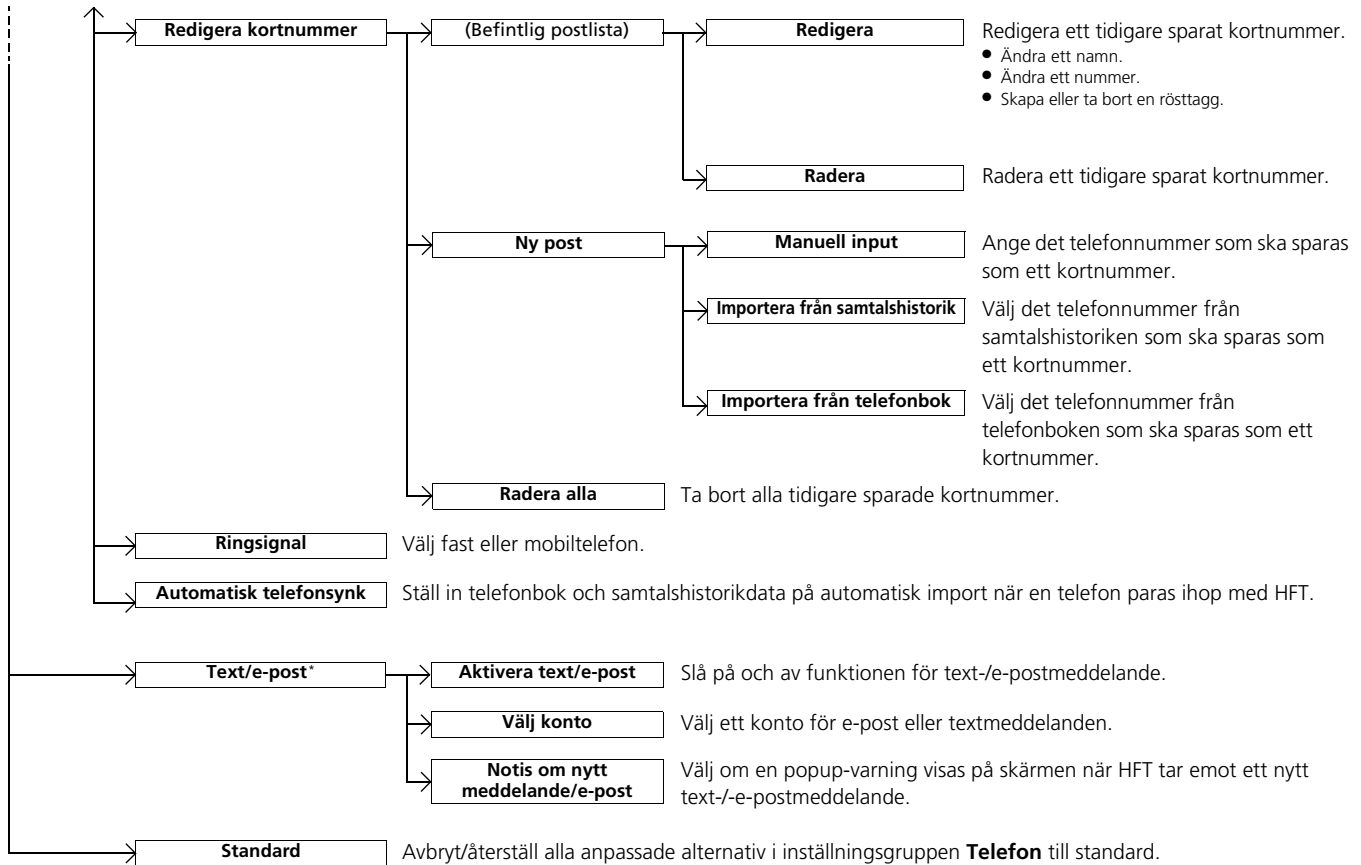 Redigera kortnummer
(Befintlig postlista)
Redigera
Redigera ett tidigare sparat kortnummer.
● Ändra ett namn.
● Ändra ett nummer.
● Skapa eller ta bort en rösttagg.
Radera
Radera ett tidigare sparat kortnummer.
Ny post
Manuell input
Ange det telefonnummer som ska sparas
som ett kortnummer.
Importera från samtalshistorik
Välj det telefonnummer från
samtalshistoriken som ska sparas som
ett kortnummer.
Importera från telefonbok
Välj det telefonnummer från
telefonboken som ska sparas som ett
kortnummer.
Radera alla
Ta bort alla tidigare sparade kortnummer.
Ringsignal
Välj fast eller mobiltelefon.
Automatisk telefonsynk
Ställ in telefonbok och samtalshistorikdata på automatisk import när en telefon paras ihop med HFT.
Text/e-post*
Aktivera text/e-post
Slå på och av funktionen för text-/e-postmeddelande.
Välj konto
Välj ett konto för e-post eller textmeddelanden.
Notis om nytt
meddelande/e-post
Välj om en popup-varning visas på skärmen när HFT tar emot ett nytt
text-/-e-postmeddelande.
Standard
Avbryt/återställ alla anpassade alternativ i inställningsgruppen Telefon till standard.